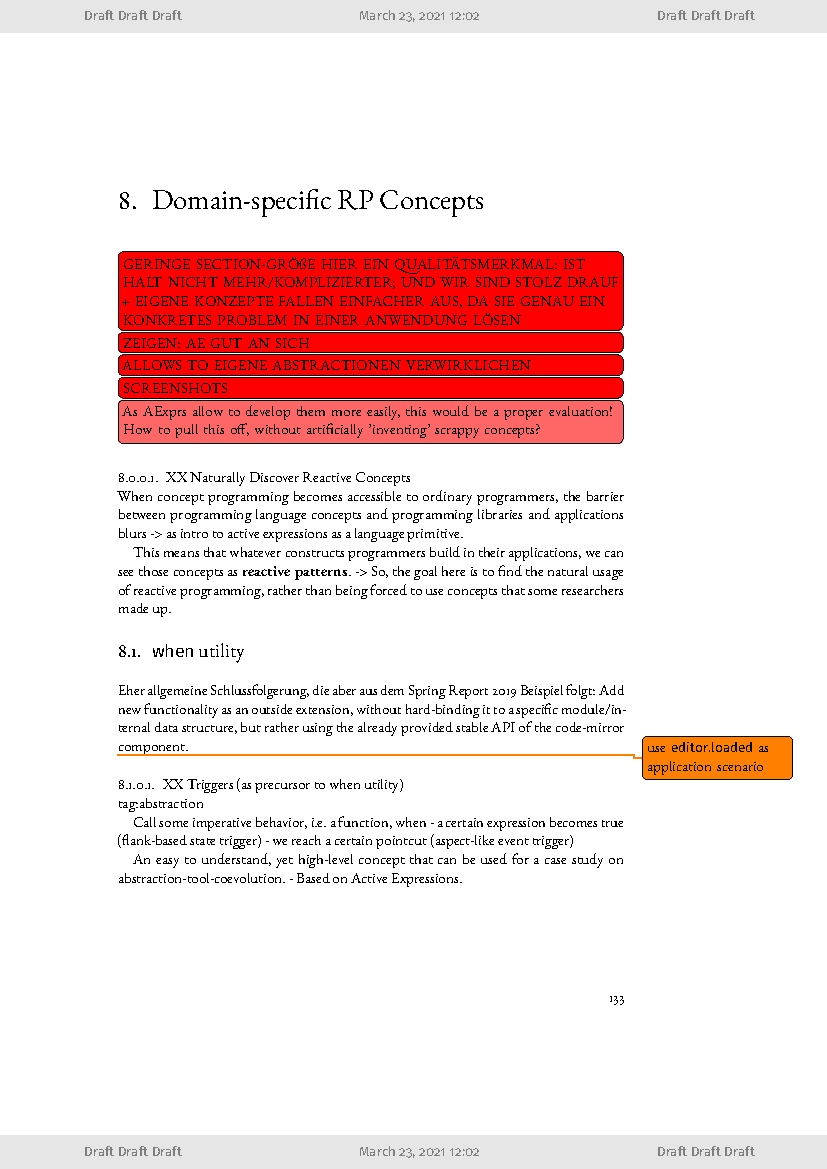 Draft Draft Draft March 23, 2021 12:02 Draft Draft Draft
8. Domain-specific RP Concepts
GERINGE SECTION-GRÖßE HIER EIN QUALITÄTSMERKMAL: IST
HALT NICHT MEHR/KOMPLIZIERTER, UND WIR SIND STOLZ DRAUF
+ EIGENE KONZEPTE FALLEN EINFACHER AUS, DA SIE GENAU EIN
KONKRETES PROBLEM IN EINER ANWENDUNG LÖSEN
ZEIGEN: AE GUT AN SICH
ALLOWS TO EIGENE ABSTRACTIONEN VERWIRKLICHEN
SCREENSHOTS
As AExprs allow to develop them more easily, this would be a proper evaluation!
How to pull this off, without artificially 'inventing' scrappy concepts?
8.0.0.1. XX Naturally Discover Reactive Concepts
When concept programming becomes accessible to ordinary programmers, the barrier
between programming language concepts and programming libraries and applications
blurs -> as intro to active expressions as a language primitive.
This means that whatever constructs programmers build in their applications, we can
see those concepts as reactive patterns. -> So, the goal here is to find the natural usage
of reactive programming, rather than being forced to use concepts that some researchers
made up.
8.1. when utility
Eher allgemeine Schlussfolgerung, die aber aus dem Spring Report 2019 Beispiel folgt: Add
new functionality as an outside extension, without hard-binding it to a specific module/in-
ternal data structure, but rather using the already provided stable API of the code-mirror
component.
use editor.loaded as
application scenario
8.1.0.1. XX Triggers (as precursor to when utility)
tag:abstraction
Call some imperative behavior, i.e. a function, when - a certain expression becomes true
(flank-based state trigger) - we reach a certain pointcut (aspect-like event trigger)
An easy to understand, yet high-level concept that can be used for a case study on
abstraction-tool-coevolution. - Based on Active Expressions.
133
Draft Draft Draft March 23, 2021 12:02 Draft Draft Draft